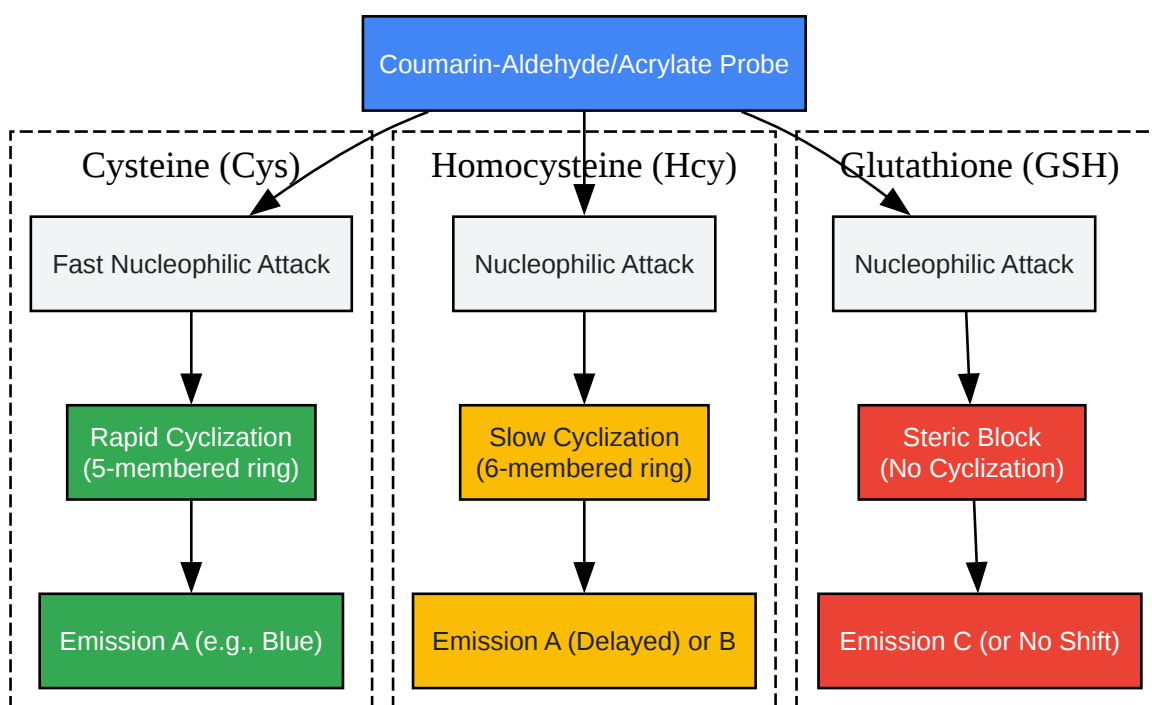 Coumarin-Aldehyde/Acrylate Probe
Cysteine (Cys)
Fast Nucleophilic Attack
Rapid Cyclization
(5-membered ring)
Emission A (e.g., Blue)
Homocysteine (Hcy)
Nucleophilic Attack
Slow Cyclization
(6-membered ring)
Emission A (Delayed) or B
Glutathione (GSH)
Nucleophilic Attack
Steric Block
(No Cyclization)
Emission C (or No Shift)